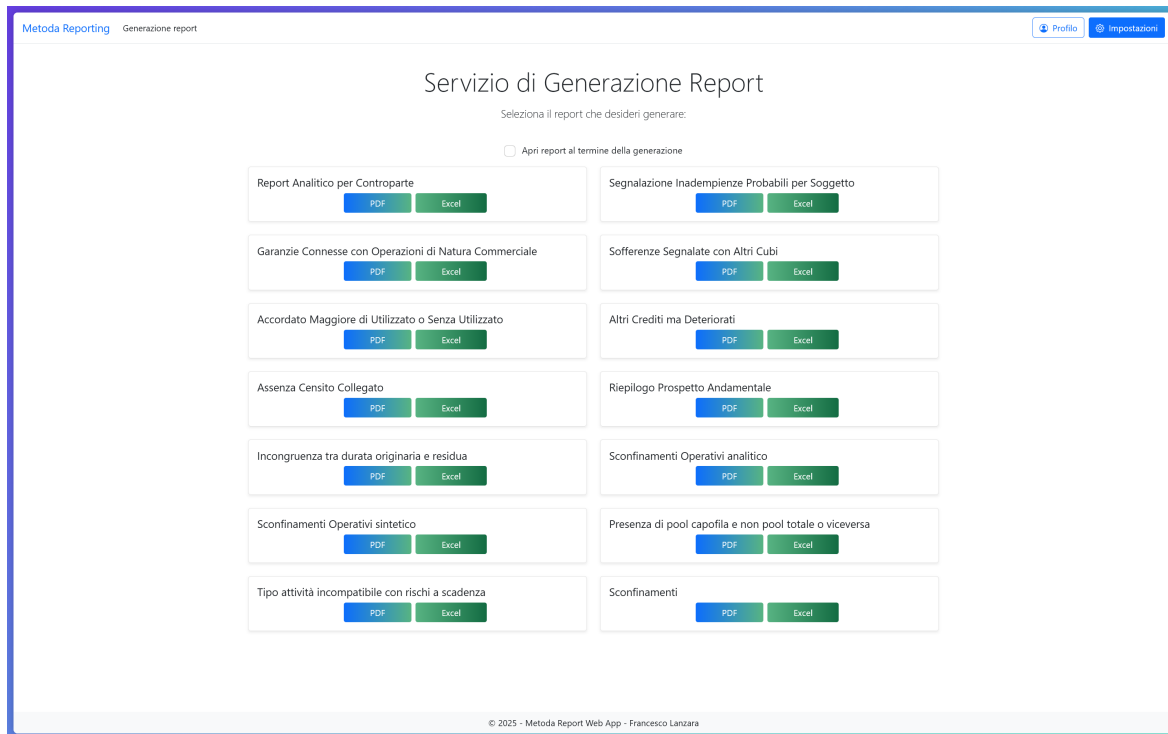 Metoda Reporting Generazione report Profilo Impostazioni
Servizio di Generazione Report
Seleziona il report che desideri generare:
Apri report al termine della generazione
Report Analitico per Controparte
PDF Excel
Segnalazione Inadempienze Probabili per Soggetto
PDF Excel
Garanzie Connesse con Operazioni di Natura Commerciale
PDF Excel
Sofferenze Segnalate con Altri Cubi
PDF Excel
Accordato Maggiore di Utilizzato o Senza Utilizzato
PDF Excel
Altri Crediti ma Deteriorati
PDF Excel
Assenza Censito Collegato
PDF Excel
Riepilogo Prospetto Andamentale
PDF Excel
Incongruenza tra durata originaria e residua
PDF Excel
Sconfinamenti Operativi analitico
PDF Excel
Sconfinamenti Operativi sintetico
PDF Excel
Presenza di pool capofila e non pool totale o viceversa
PDF Excel
Tipo attività incompatibile con rischi a scadenza
PDF Excel
Sconfinamenti
PDF Excel
© 2025 - Metoda Report Web App - Francesco Lanzara